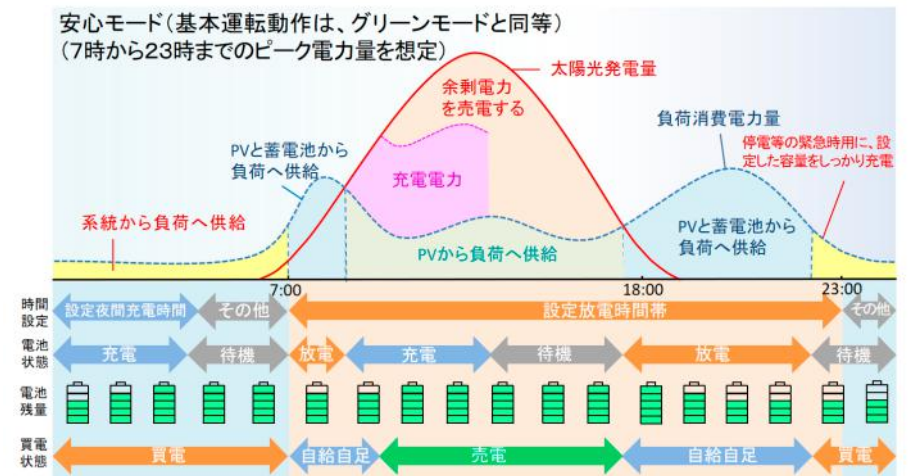 安心モード(基本運転動作は、グリーンモードと同等)
(7時から23時までのピーク電力量を想定)
太陽光発電量
余剰電力
を売電する
負荷消費電力量
停電等の緊急時用に、設
定した容量をしっかり充電
PVと蓄電池から
負荷へ供給
充電電力
系統から負荷へ供給
PVから負荷へ供給
PVと蓄電池から
負荷へ供給
7:00
18:00
23:00
時間
設定
設定夜間充電時間
その他
設定放電時間帯
その他
電池
状態
充電
待機
放電
充電
待機
放電
待機
電池
残量
買電
状態
買電
自給自足
売電
自給自足
買電